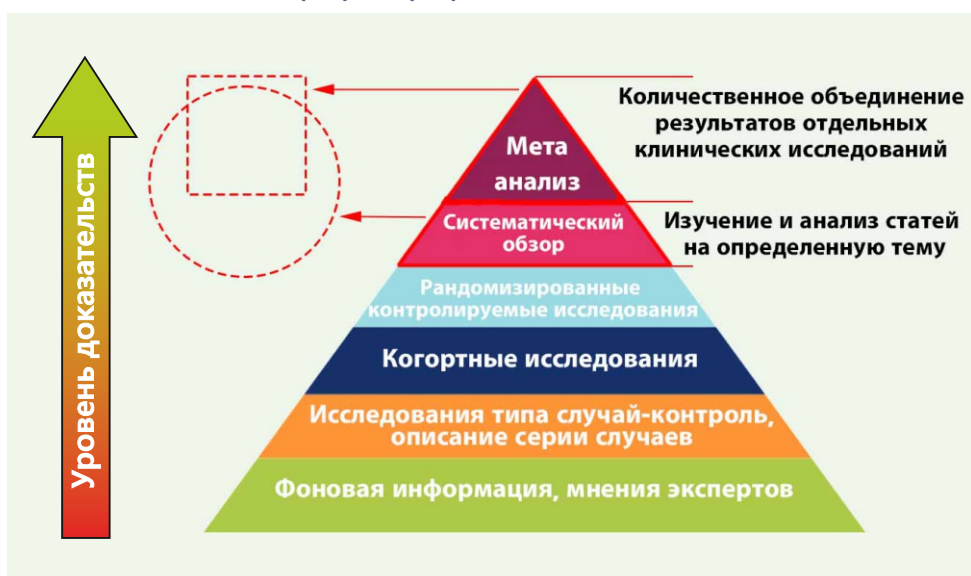 Уровень доказательств
Мета
анализ
Количественное объединение
результатов отдельных
клинических исследований
Систематический
обзор
Изучение и анализ статей
на определенную тему
Рандомизированные
контролируемые исследования
Когортные исследования
Исследования типа случай-контроль,
описание серии случаев
Фоновая информация, мнения экспертов